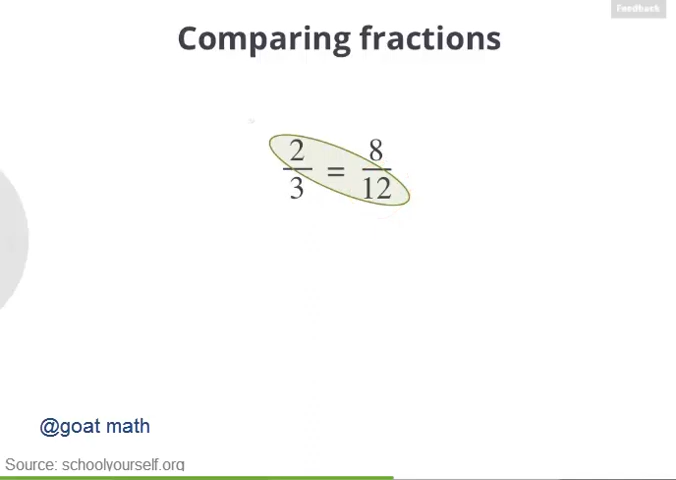 Feedback
Comparing fractions
2/3 = 8/12
@goat math
Source: schoolyourself.org